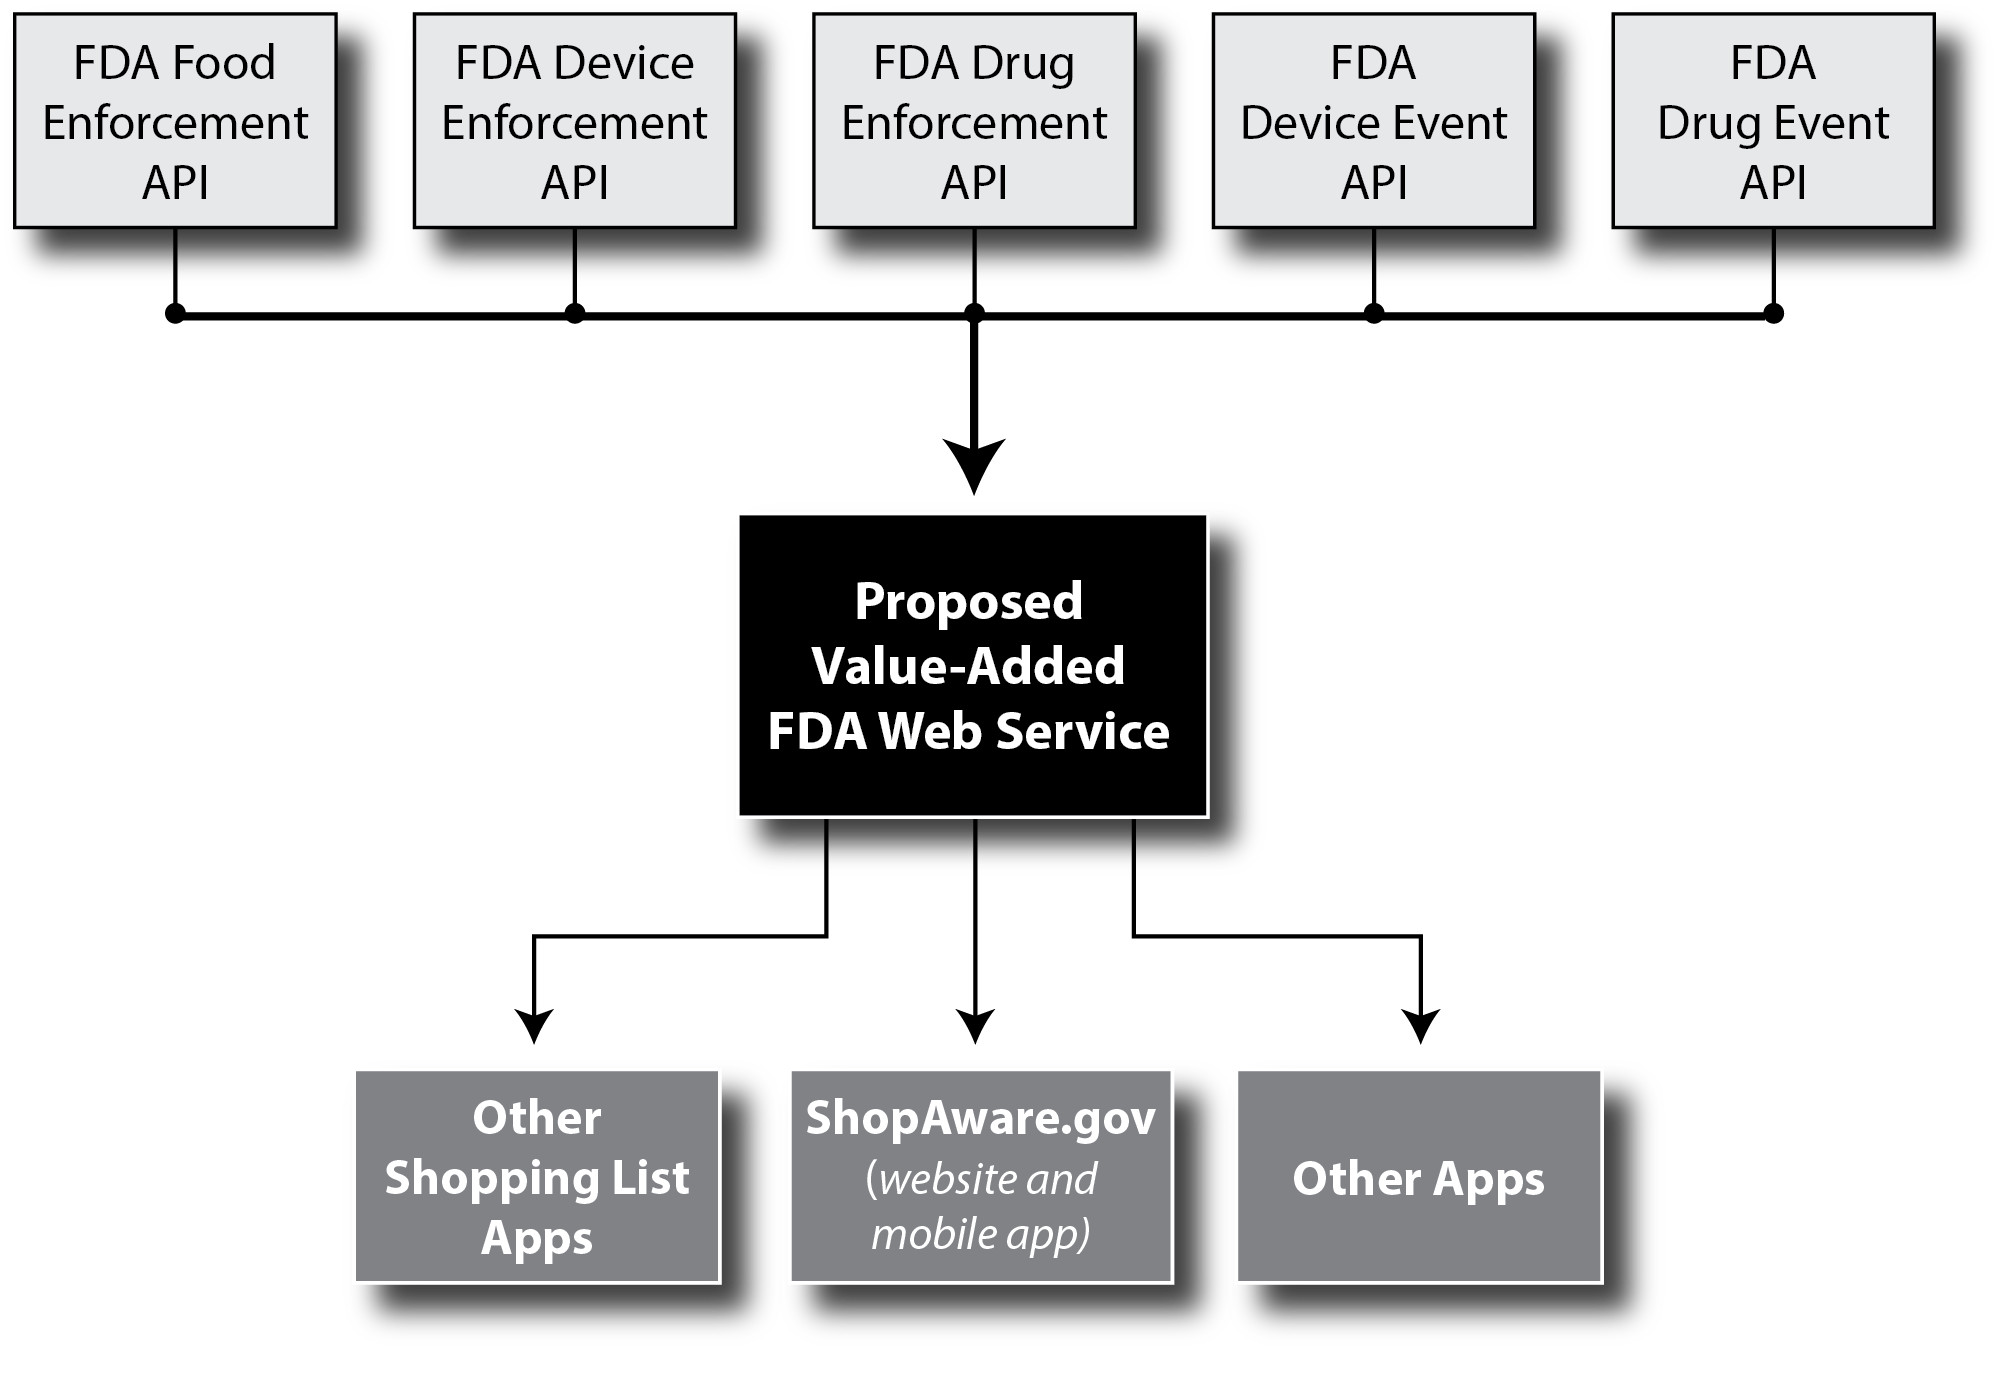 FDA Food
Enforcement
API
FDA Device
Enforcement
API
FDA Drug
Enforcement
API
FDA
Device Event
API
FDA
Drug Event
API
Proposed
Value-Added
FDA Web Service
Other
Shopping List
Apps
ShopAware.gov
(website and
mobile app)
Other Apps